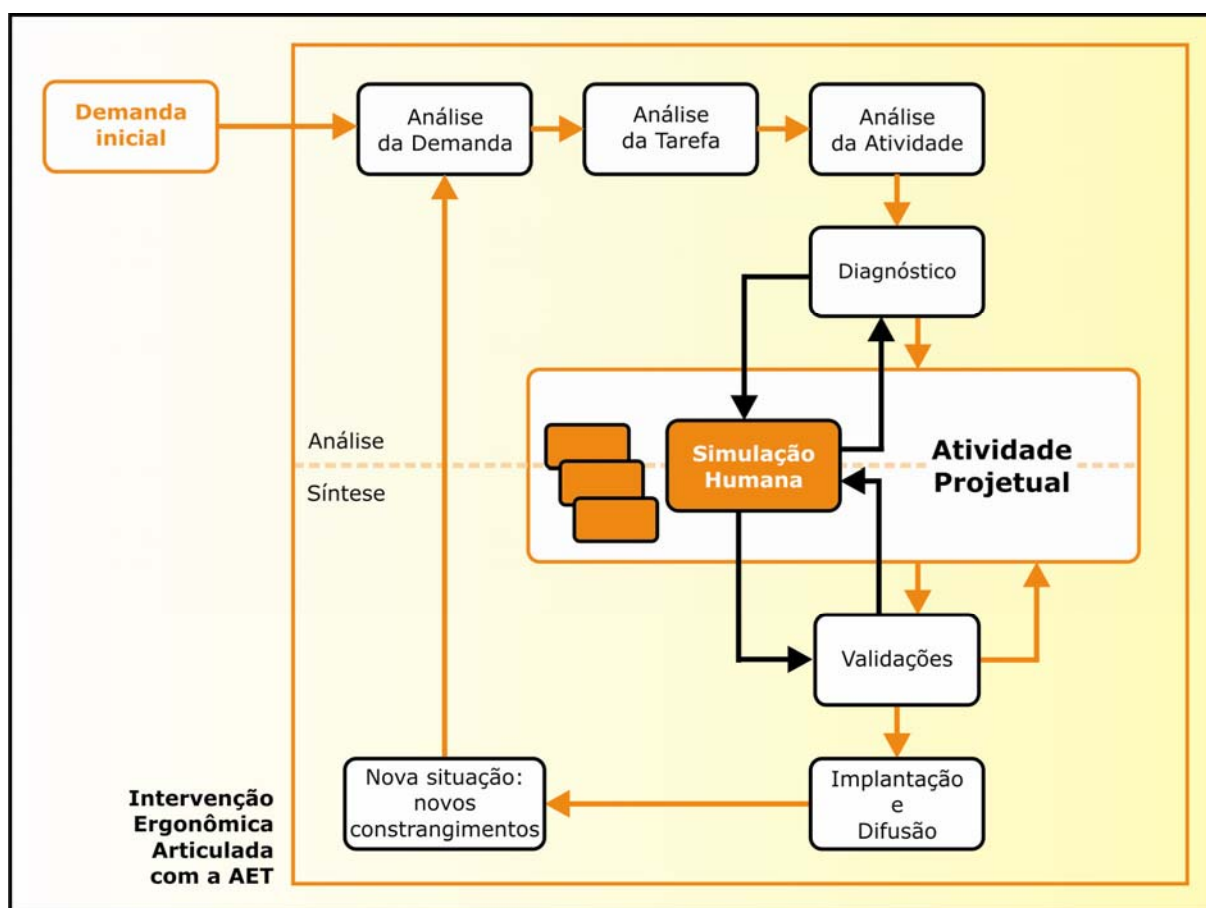 Demanda
inicial
Análise
da Demanda
Análise
da Tarefa
Análise
da Atividade
Diagnóstico
Análise
Síntese
Simulação
Humana
Atividade
Projetual
Validações
Nova situação:
novos
constrangimentos
Implantação
e
Difusão
Intervenção
Ergonômica
Articulada
com a AET